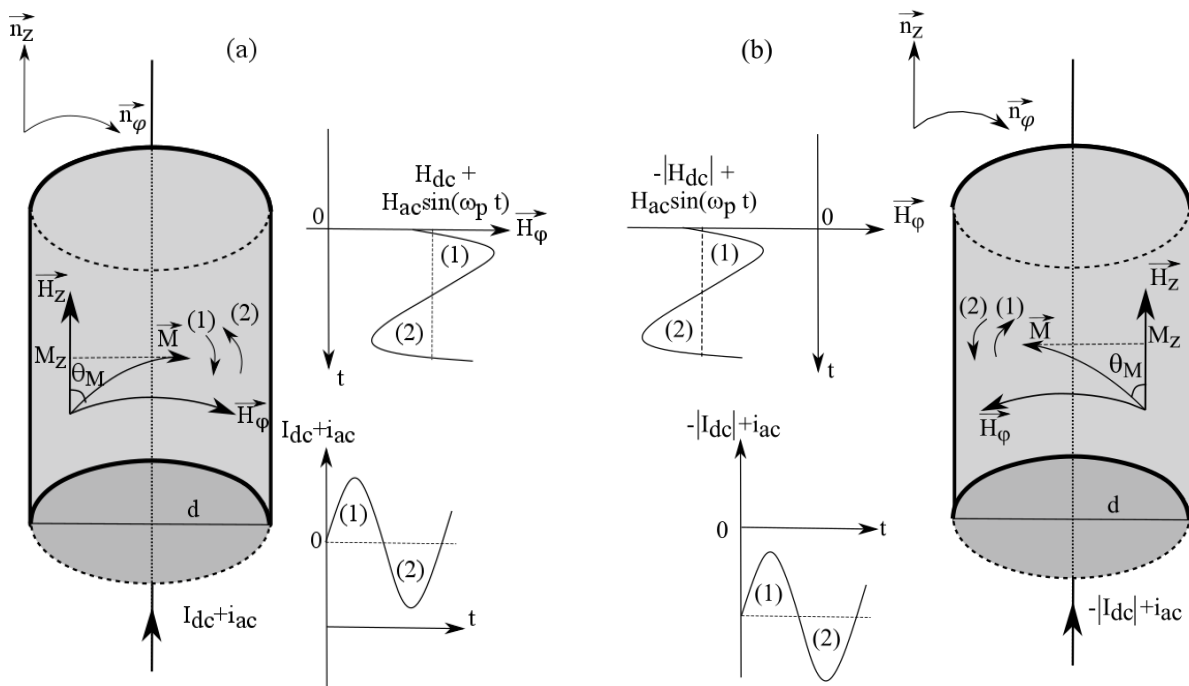 (a)
n_z
n_φ
H_dc +
H_ac sin(ω_p t)
0
H_φ
(1)
(2)
t
H_z
(1)
(2)
M
M_z
θ_M
H_φ
d
I_dc+i_ac
I_dc+i_ac
0
(1)
(2)
t
(b)
n_z
n_φ
-|H_dc| +
H_ac sin(ω_p t)
0
H_φ
(1)
(2)
t
H_z
(2)
(1)
M
M_z
θ_M
H_φ
d
-|I_dc|+i_ac
-|I_dc|+i_ac
0
t
(1)
(2)